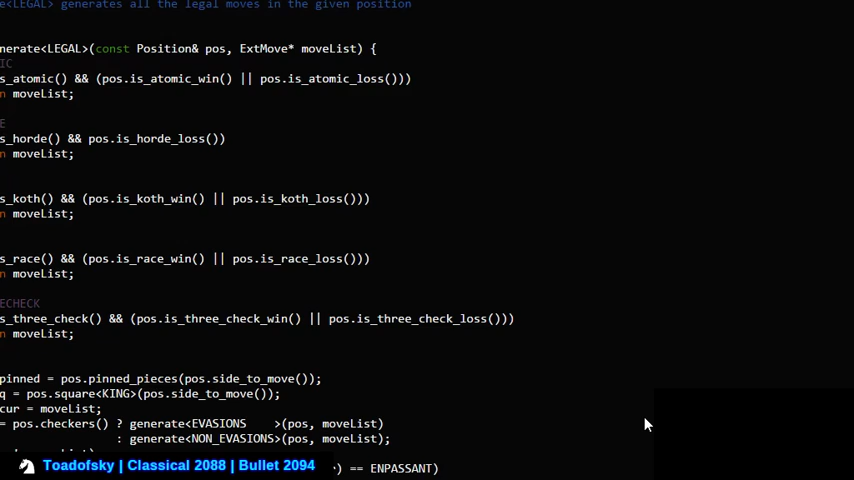 e<LEGAL> generates all the legal moves in the given position
nerate<LEGAL>(const Position& pos, ExtMove* moveList) {
IC
s_atomic() && (pos.is_atomic_win() || pos.is_atomic_loss()))
n moveList;
E
s_horde() && pos.is_horde_loss())
n moveList;
s_koth() && (pos.is_koth_win() || pos.is_koth_loss()))
n moveList;
s_race() && (pos.is_race_win() || pos.is_race_loss()))
n moveList;
ECHECK
s_three_check() && (pos.is_three_check_win() || pos.is_three_check_loss()))
n moveList;
pinned = pos.pinned_pieces(pos.side_to_move());
q = pos.square<KING>(pos.side_to_move());
cur = moveList;
= pos.checkers() ? generate<EVASIONS    >(pos, moveList)
: generate<NON_EVASIONS>(pos, moveList);
) == ENPASSANT)
Toadofsky | Classical 2088 | Bullet 2094